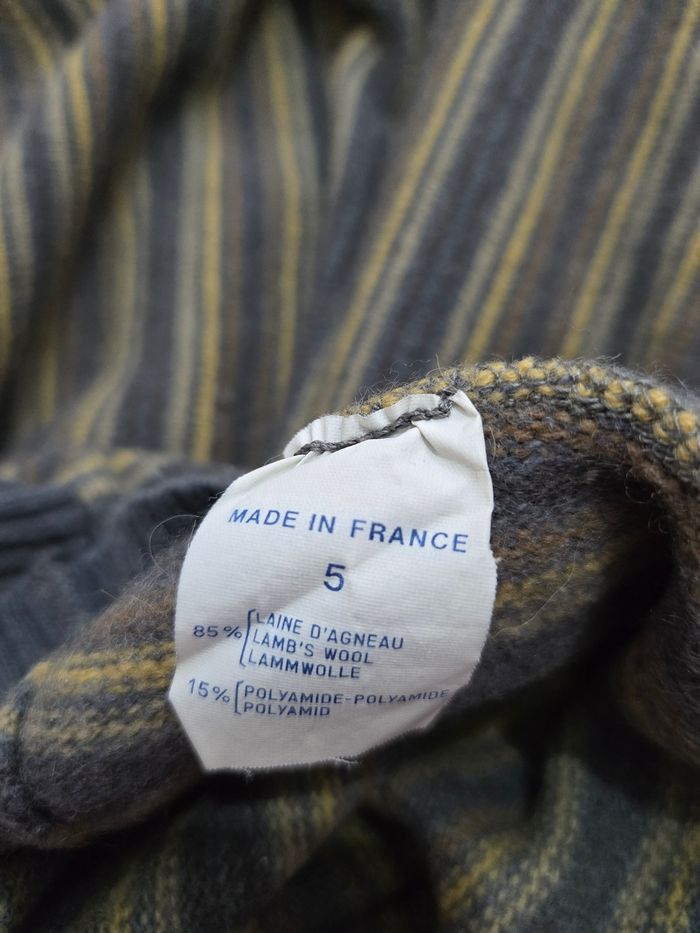 MADE IN FRANCE
5
85% LAINE D'AGNEAU
LAMB'S WOOL
LAMMWOLLE
15% POLYAMIDE-POLYAMIDE
POLYAMID